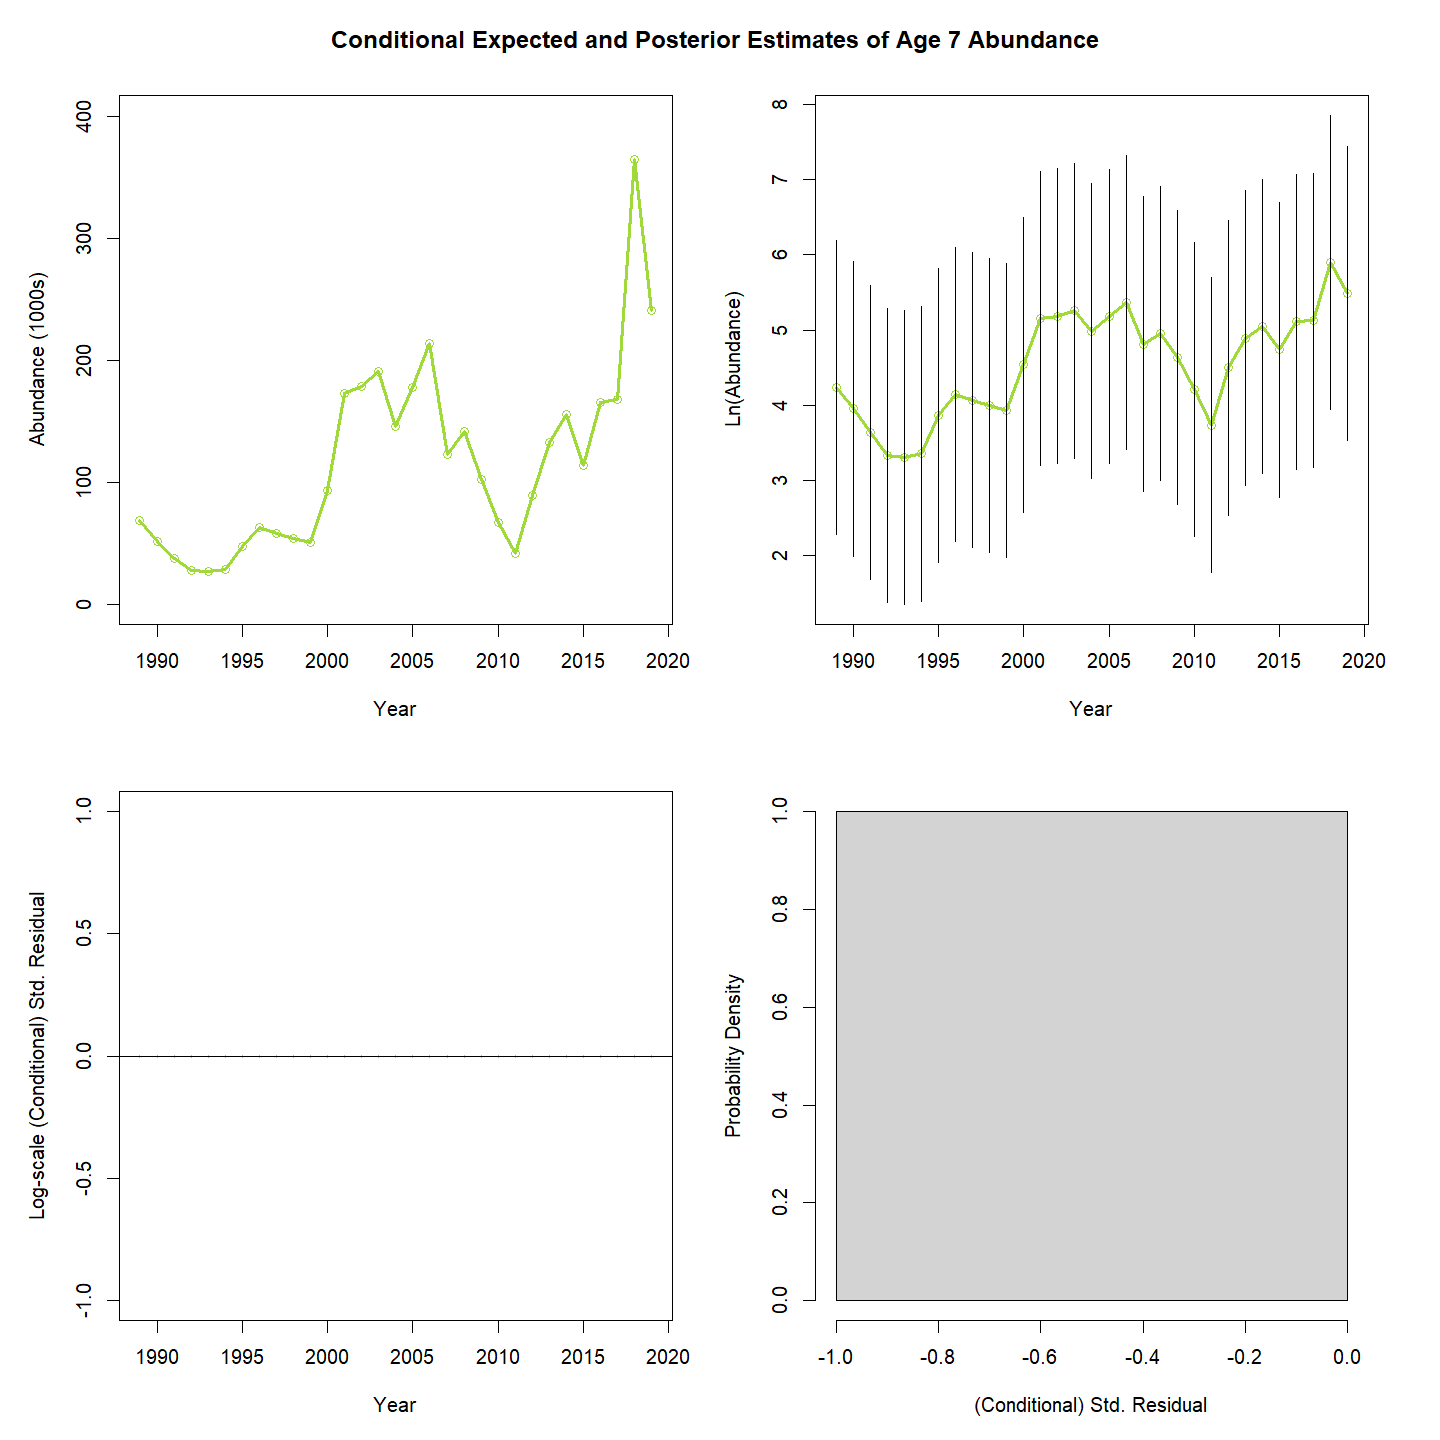 Conditional Expected and Posterior Estimates of Age 7 Abundance
Abundance (1000s)
400
300
200
100
0
1990 1995 2000 2005 2010 2015 2020
Year
Ln(Abundance)
8
7
6
5
4
3
2
1990 1995 2000 2005 2010 2015 2020
Year
Log-scale (Conditional) Std. Residual
1.0
0.5
0.0
-0.5
-1.0
1990 1995 2000 2005 2010 2015 2020
Year
Probability Density
1.0
0.8
0.6
0.4
0.2
0.0
-1.0 -0.8 -0.6 -0.4 -0.2 0.0
(Conditional) Std. Residual